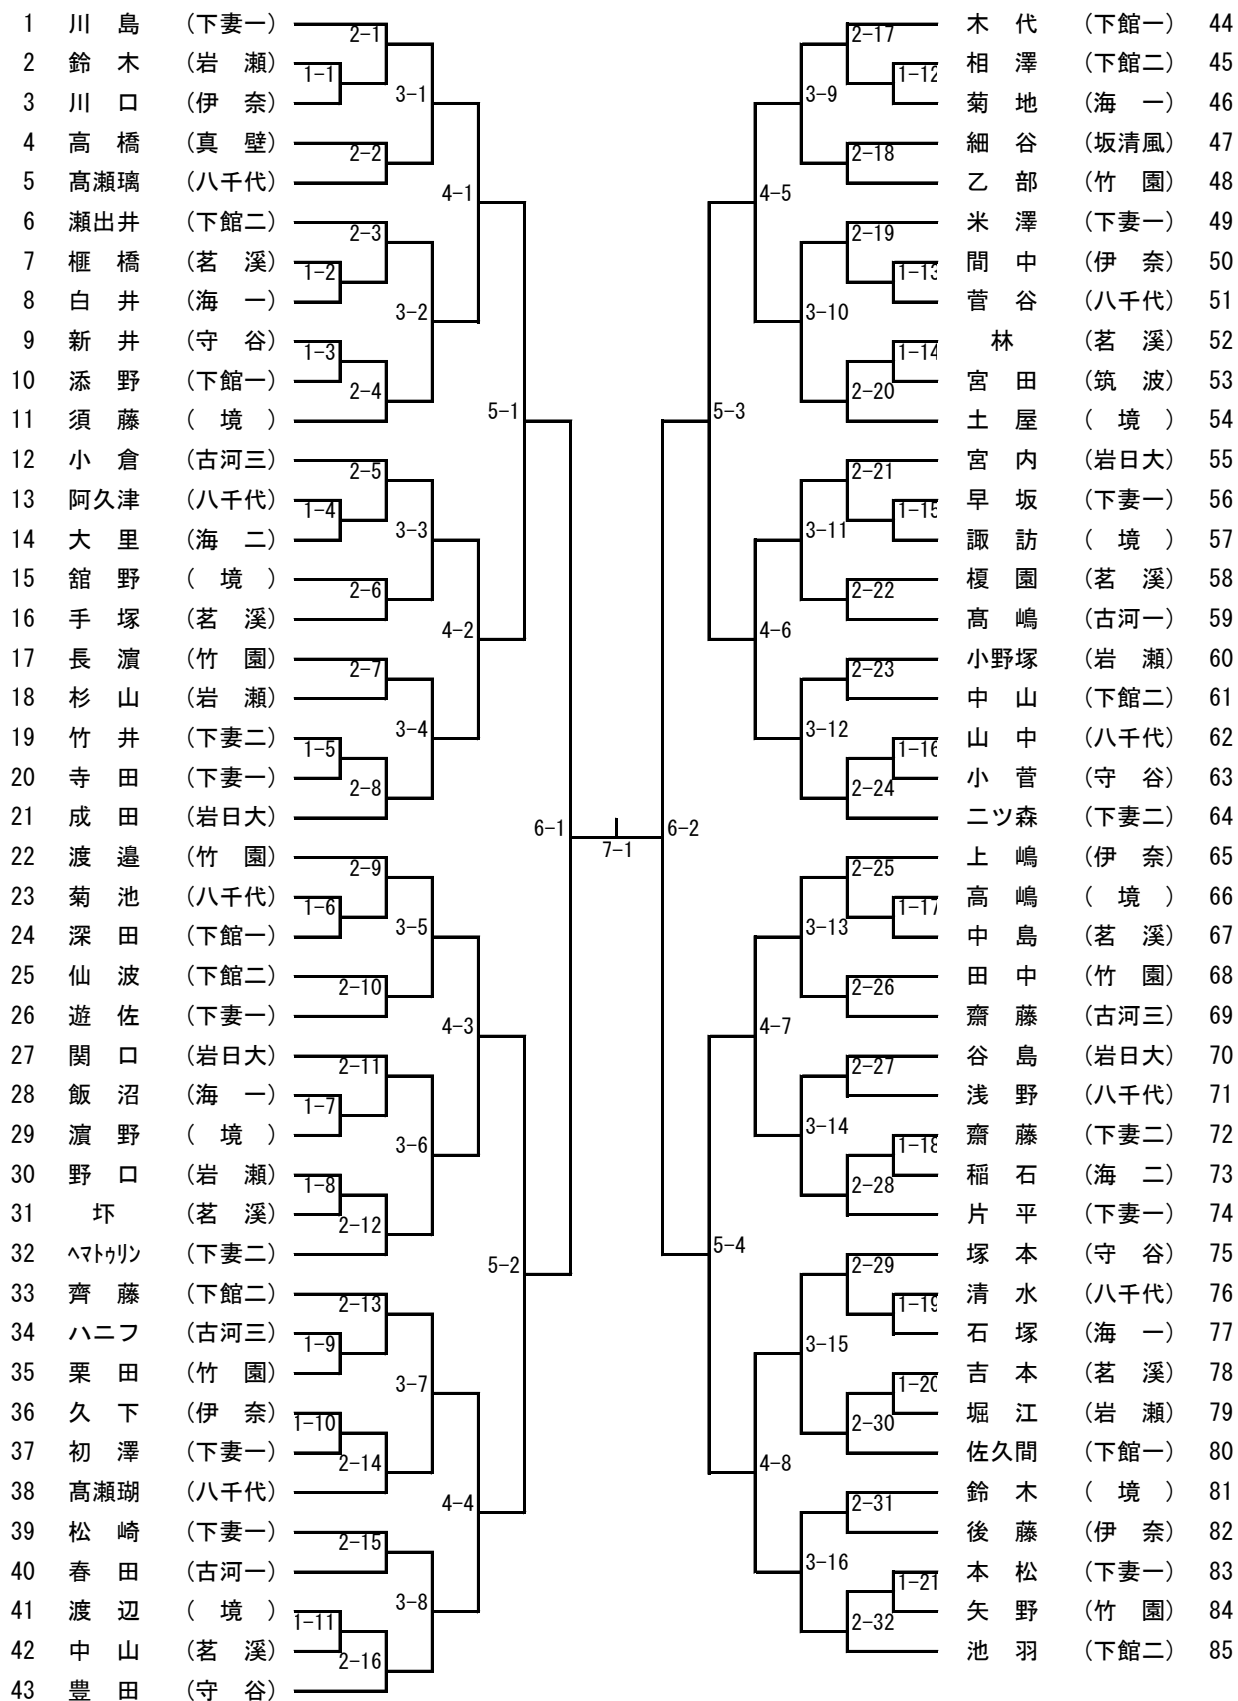 1 川 島 (下妻一) 2-1 2-17 木 代 (下館一) 44
2 鈴 木 (岩 瀬) 1-1 1-12 相 澤 (下館二) 45
3 川 口 (伊 奈) 3-1 3-9 菊 地 (海 一) 46
4 高 橋 (真 壁) 2-2 2-18 細 谷 (坂清風) 47
5 髙瀬璃 (八千代) 4-1 4-5 乙 部 (竹 園) 48
6 瀬出井 (下館二) 2-3 2-19 米 澤 (下妻一) 49
7 榧 橋 (茗 溪) 1-2 1-13 間 中 (伊 奈) 50
8 白 井 (海 一) 3-2 3-10 菅 谷 (八千代) 51
9 新 井 (守 谷) 1-3 1-14 林 (茗 溪) 52
10 添 野 (下館一) 2-4 2-20 宮 田 (筑 波) 53
11 須 藤 ( 境 ) 5-1 5-3 土 屋 ( 境 ) 54
12 小 倉 (古河三) 2-5 2-21 宮 内 (岩日大) 55
13 阿久津 (八千代) 1-4 1-15 早 坂 (下妻一) 56
14 大 里 (海 二) 3-3 3-11 諏 訪 ( 境 ) 57
15 舘 野 ( 境 ) 2-6 2-22 榎 園 (茗 溪) 58
16 手 塚 (茗 溪) 4-2 4-6 髙 嶋 (古河一) 59
17 長 濵 (竹 園) 2-7 2-23 小野塚 (岩 瀬) 60
18 杉 山 (岩 瀬) 3-4 3-12 中 山 (下館二) 61
19 竹 井 (下妻二) 1-5 1-16 山 中 (八千代) 62
20 寺 田 (下妻一) 2-8 2-24 小 菅 (守 谷) 63
21 成 田 (岩日大) 6-1 7-1 6-2 二ツ森 (下妻二) 64
22 渡 邉 (竹 園) 2-9 2-25 上 嶋 (伊 奈) 65
23 菊 池 (八千代) 1-6 1-17 高 嶋 ( 境 ) 66
24 深 田 (下館一) 3-5 3-13 中 島 (茗 溪) 67
25 仙 波 (下館二) 2-10 2-26 田 中 (竹 園) 68
26 遊 佐 (下妻一) 4-3 4-7 齋 藤 (古河三) 69
27 関 口 (岩日大) 2-11 2-27 谷 島 (岩日大) 70
28 飯 沼 (海 一) 1-7 浅 野 (八千代) 71
29 濵 野 ( 境 ) 3-6 3-14 1-18 齋 藤 (下妻二) 72
30 野 口 (岩 瀬) 1-8 2-28 稲 石 (海 二) 73
31 圷 (茗 溪) 2-12 片 平 (下妻一) 74
32 ヘマトゥリン (下妻二) 5-2 5-4 2-29 塚 本 (守 谷) 75
33 齊 藤 (下館二) 2-13 1-19 清 水 (八千代) 76
34 ハニフ (古河三) 1-9 3-15 石 塚 (海 一) 77
35 栗 田 (竹 園) 3-7 1-20 吉 本 (茗 溪) 78
36 久 下 (伊 奈) 1-10 2-30 堀 江 (岩 瀬) 79
37 初 澤 (下妻一) 2-14 4-8 佐久間 (下館一) 80
38 髙瀬瑚 (八千代) 4-4 2-31 鈴 木 ( 境 ) 81
39 松 崎 (下妻一) 2-15 後 藤 (伊 奈) 82
40 春 田 (古河一) 3-16 1-21 本 松 (下妻一) 83
41 渡 辺 ( 境 ) 1-11 3-8 2-32 矢 野 (竹 園) 84
42 中 山 (茗 溪) 2-16 池 羽 (下館二) 85
43 豊 田 (守 谷)